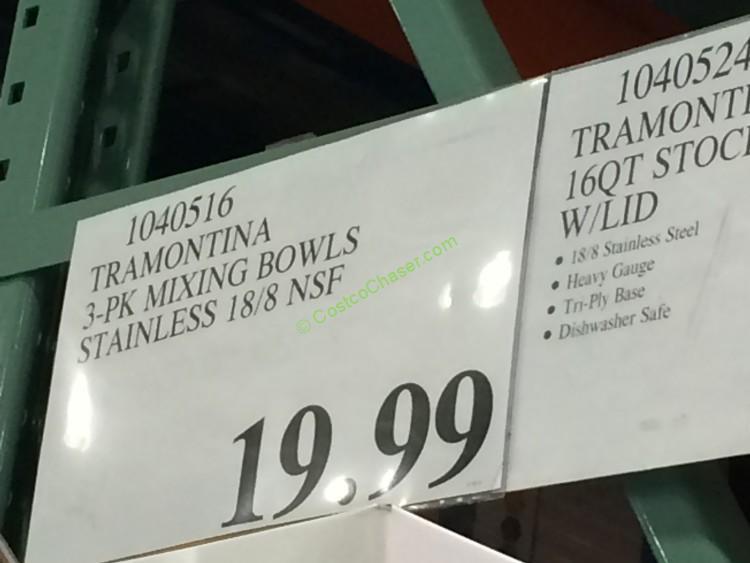 1040516
TRAMONTINA
3-PK MIXING BOWLS
STAINLESS 18/8 NSF
© CostcoChaser.com
19.99
1040524
TRAMONTI
16QT STOC
W/LID
• 18/8 Stainless Steel
• Heavy Gauge
• Tri-Ply Base
• Dishwasher Safe